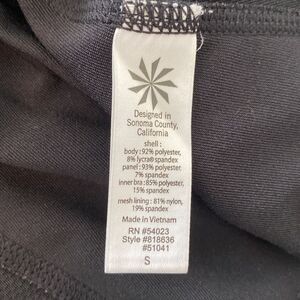 Designed in
Sonoma County,
California
shell :
body : 92% polyester,
8% lycra® spandex
panel : 93% polyester,
7% spandex
inner bra : 85% polyester,
15% spandex
mesh lining : 81% nylon,
19% spandex
Made in Vietnam
RN #54023
Style #818636
#51041
S